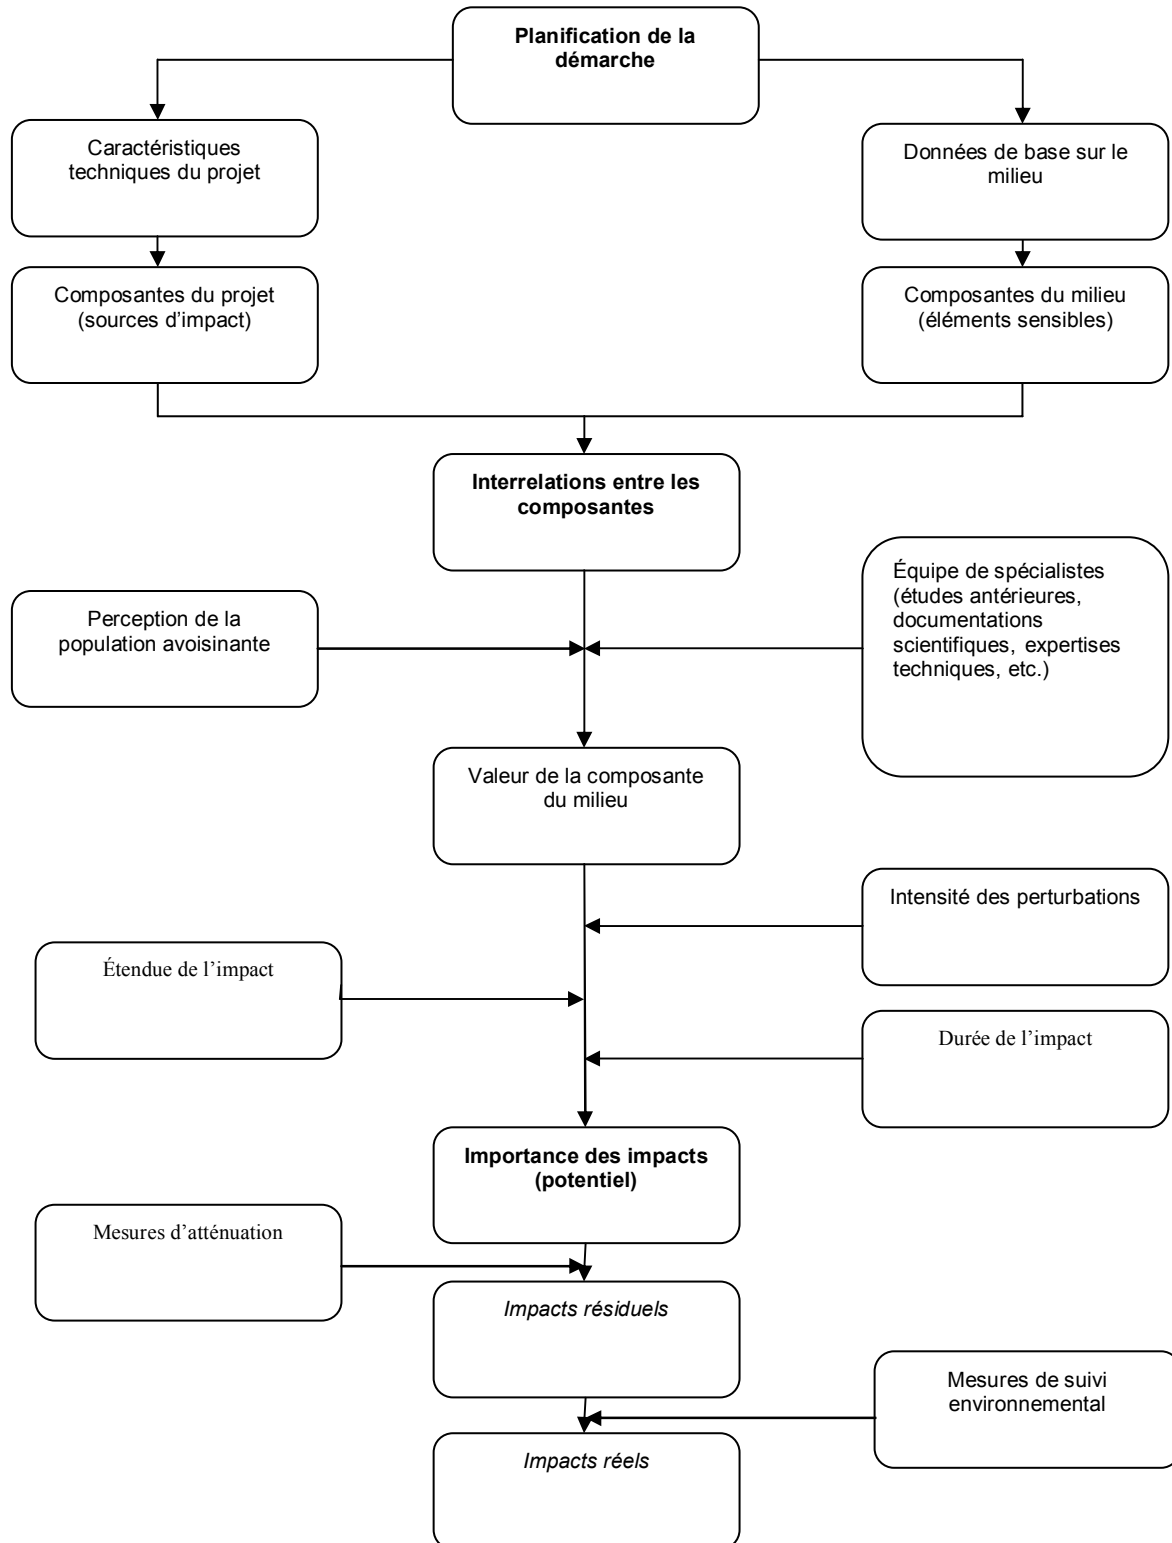 Planification de la
démarche
Caractéristiques
techniques du projet
Données de base sur le
milieu
Composantes du projet
(sources d'impact)
Composantes du milieu
(éléments sensibles)
Interrelations entre les
composantes
Perception de la
population avoisinante
Équipe de spécialistes
(études antérieures,
documentations
scientifiques, expertises
techniques, etc.)
Valeur de la composante
du milieu
Intensité des perturbations
Étendue de l'impact
Durée de l'impact
Importance des impacts
(potentiel)
Mesures d'atténuation
Impacts résiduels
Mesures de suivi
environnemental
Impacts réels